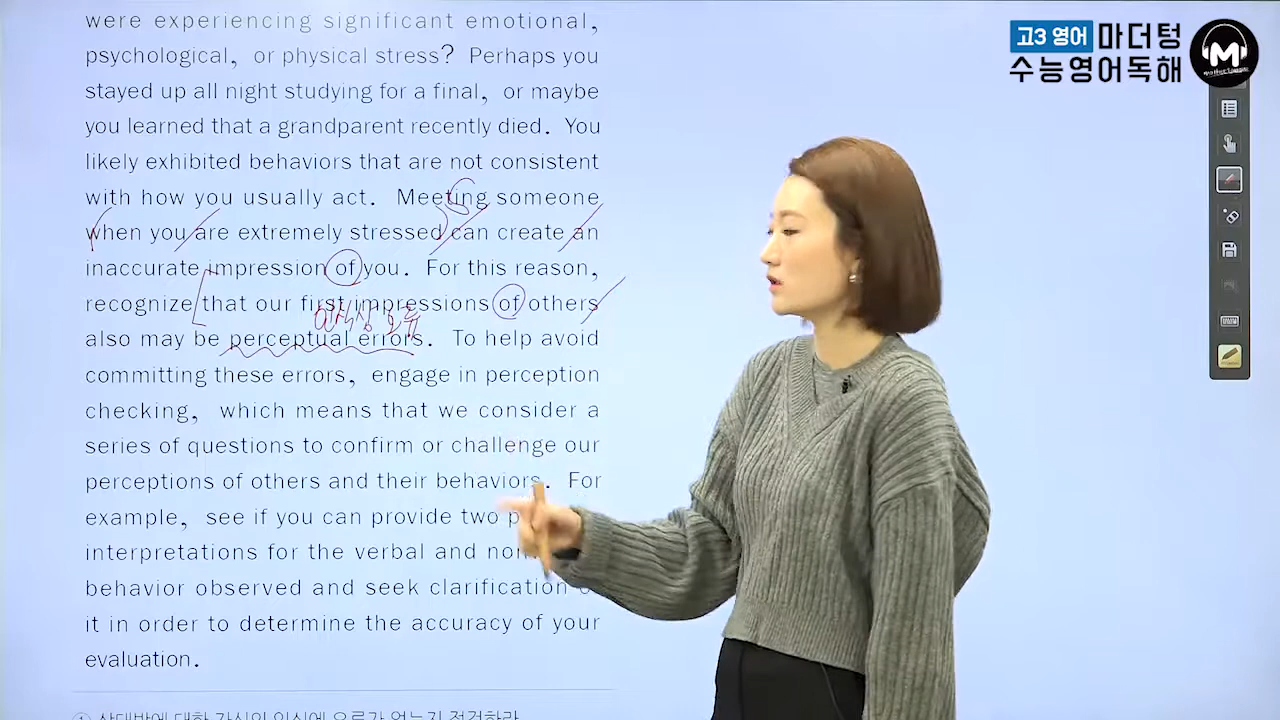 were experiencing significant emotional,
psychological, or physical stress? Perhaps you
stayed up all night studying for a final, or maybe
you learned that a grandparent recently died. You
likely exhibited behaviors that are not consistent
with how you usually act. Meeting someone
when you are extremely stressed can create an
inaccurate impression of you. For this reason,
recognize that our first impressions of others
also may be perceptual errors. To help avoid
committing these errors, engage in perception
checking, which means that we consider a
series of questions to confirm or challenge our
perceptions of others and their behaviors. For
example, see if you can provide two
interpretations for the verbal and
behavior observed and seek clarification
it in order to determine the accuracy of your
evaluation.
고3 영어 마더텅
수능영어독해
M